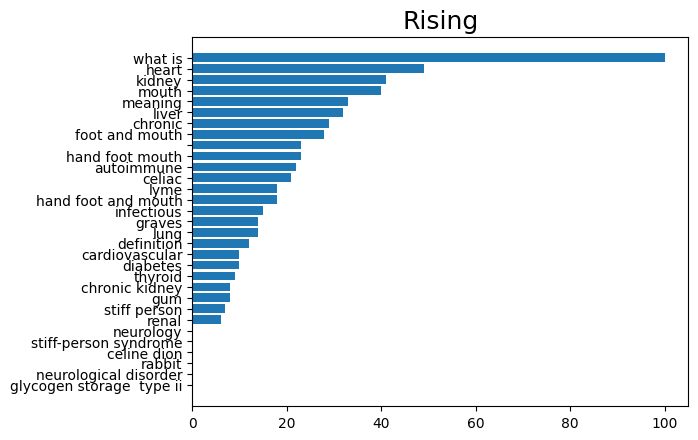 Rising
what is
heart
kidney
mouth
meaning
liver
chronic
foot and mouth
hand foot mouth
autoimmune
celiac
lyme
hand foot and mouth
infectious
graves
lung
definition
cardiovascular
diabetes
thyroid
chronic kidney
gum
stiff person
renal
neurology
stiff-person syndrome
celine dion
rabbit
neurological disorder
glycogen storage  type ii
0 20 40 60 80 100